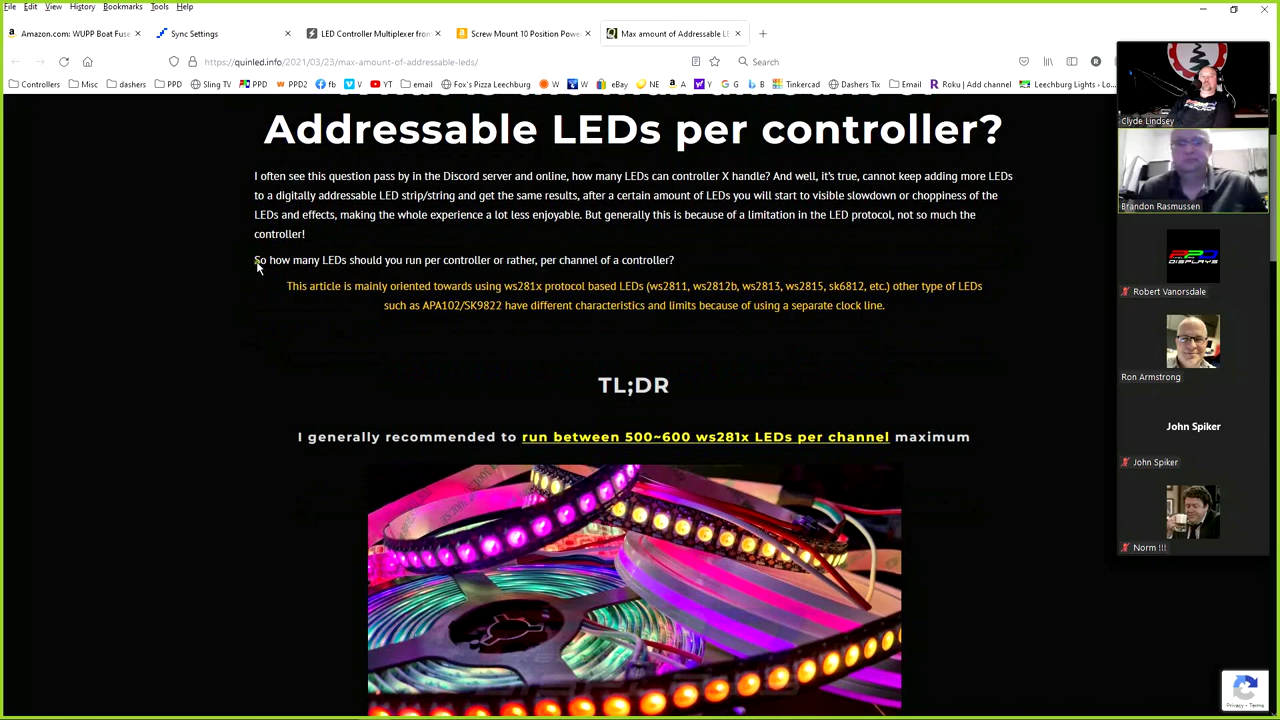 File Edit View History Bookmarks Tools Help
Amazon.com: WUPP Boat Fuse
Sync Settings
LED Controller Multiplexer from
Screw Mount 10 Position Powe
Max amount of Addressable LE
https://quinled.info/2021/03/23/max-amount-of-addressable-leds/
Search
Controllers Misc dashers PPD Sling TV PPD PPD2 fb V YT email Fox's Pizza Leechburg W W eBay NE A Y G B Tinkercad Dashers Tix Email Roku | Add channel Leechburg Lights - Lo...
Addressable LEDs per controller?
I often see this question pass by in the Discord server and online, how many LEDs can controller X handle? And well, it's true, cannot keep adding more LEDs
to a digitally addressable LED strip/string and get the same results, after a certain amount of LEDs you will start to visible slowdown or choppiness of the
LEDs and effects, making the whole experience a lot less enjoyable. But generally this is because of a limitation in the LED protocol, not so much the
controller!
So how many LEDs should you run per controller or rather, per channel of a controller?
This article is mainly oriented towards using ws281x protocol based LEDs (ws2811, ws2812b, ws2813, ws2815, sk6812, etc.) other type of LEDs
such as APA102/SK9822 have different characteristics and limits because of using a separate clock line.
TL;DR
I generally recommended to run between 500~600 ws281x LEDs per channel maximum
Clyde Lindsey
Brandon Rasmussen
DISPLAYS
Robert Vanorsdale
Ron Armstrong
John Spiker
John Spiker
Norm !!!
Privacy - Terms